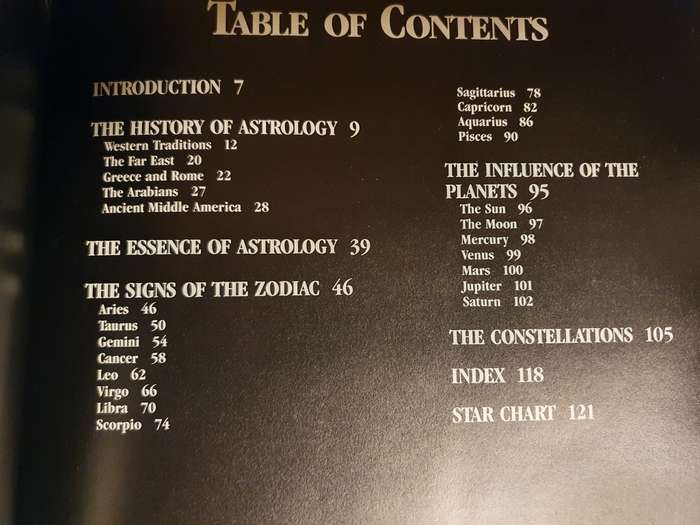 TABLE OF CONTENTS
INTRODUCTION 7
THE HISTORY OF ASTROLOGY 9
Western Traditions 12
The Far East 20
Greece and Rome 22
The Arabians 27
Ancient Middle America 28
THE ESSENCE OF ASTROLOGY 39
THE SIGNS OF THE ZODIAC 46
Aries 46
Taurus 50
Gemini 54
Cancer 58
Leo 62
Virgo 66
Libra 70
Scorpio 74
Sagittarius 78
Capricorn 82
Aquarius 86
Pisces 90
THE INFLUENCE OF THE
PLANETS 95
The Sun 96
The Moon 97
Mercury 98
Venus 99
Mars 100
Jupiter 101
Saturn 102
THE CONSTELLATIONS 105
INDEX 118
STAR CHART 121